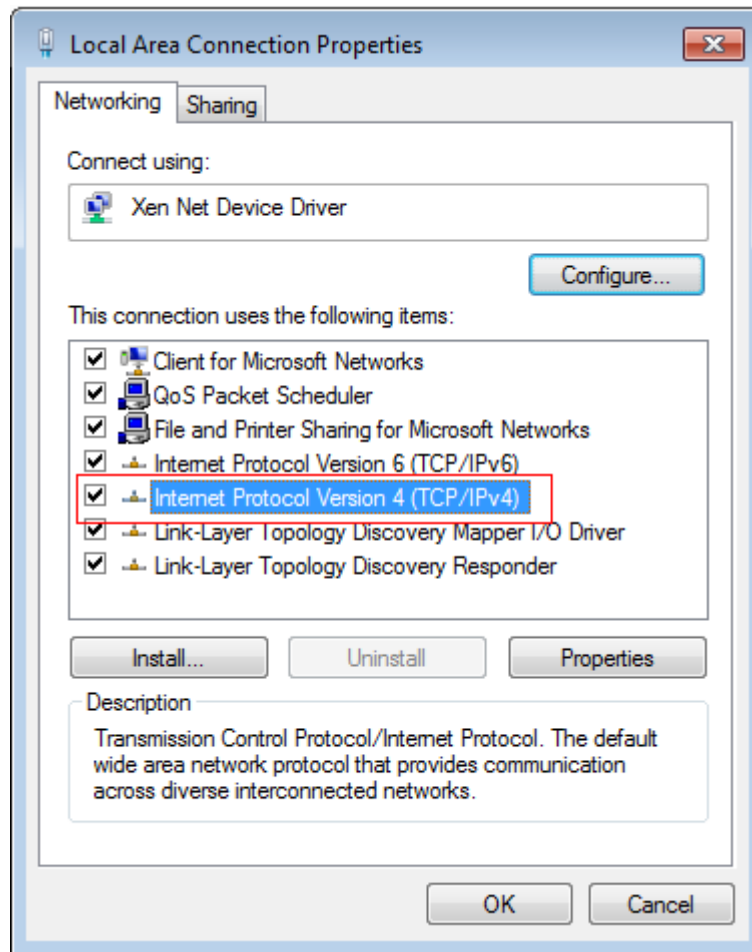 Local Area Connection Properties
Networking
Sharing
Connect using:
Xen Net Device Driver
Configure...
This connection uses the following items:
Client for Microsoft Networks
QoS Packet Scheduler
File and Printer Sharing for Microsoft Networks
Internet Protocol Version 6 (TCP/IPv6)
Internet Protocol Version 4 (TCP/IPv4)
Link-Layer Topology Discovery Mapper I/O Driver
Link-Layer Topology Discovery Responder
Install...
Uninstall
Properties
Description
Transmission Control Protocol/Internet Protocol. The default
wide area network protocol that provides communication
across diverse interconnected networks.
OK
Cancel